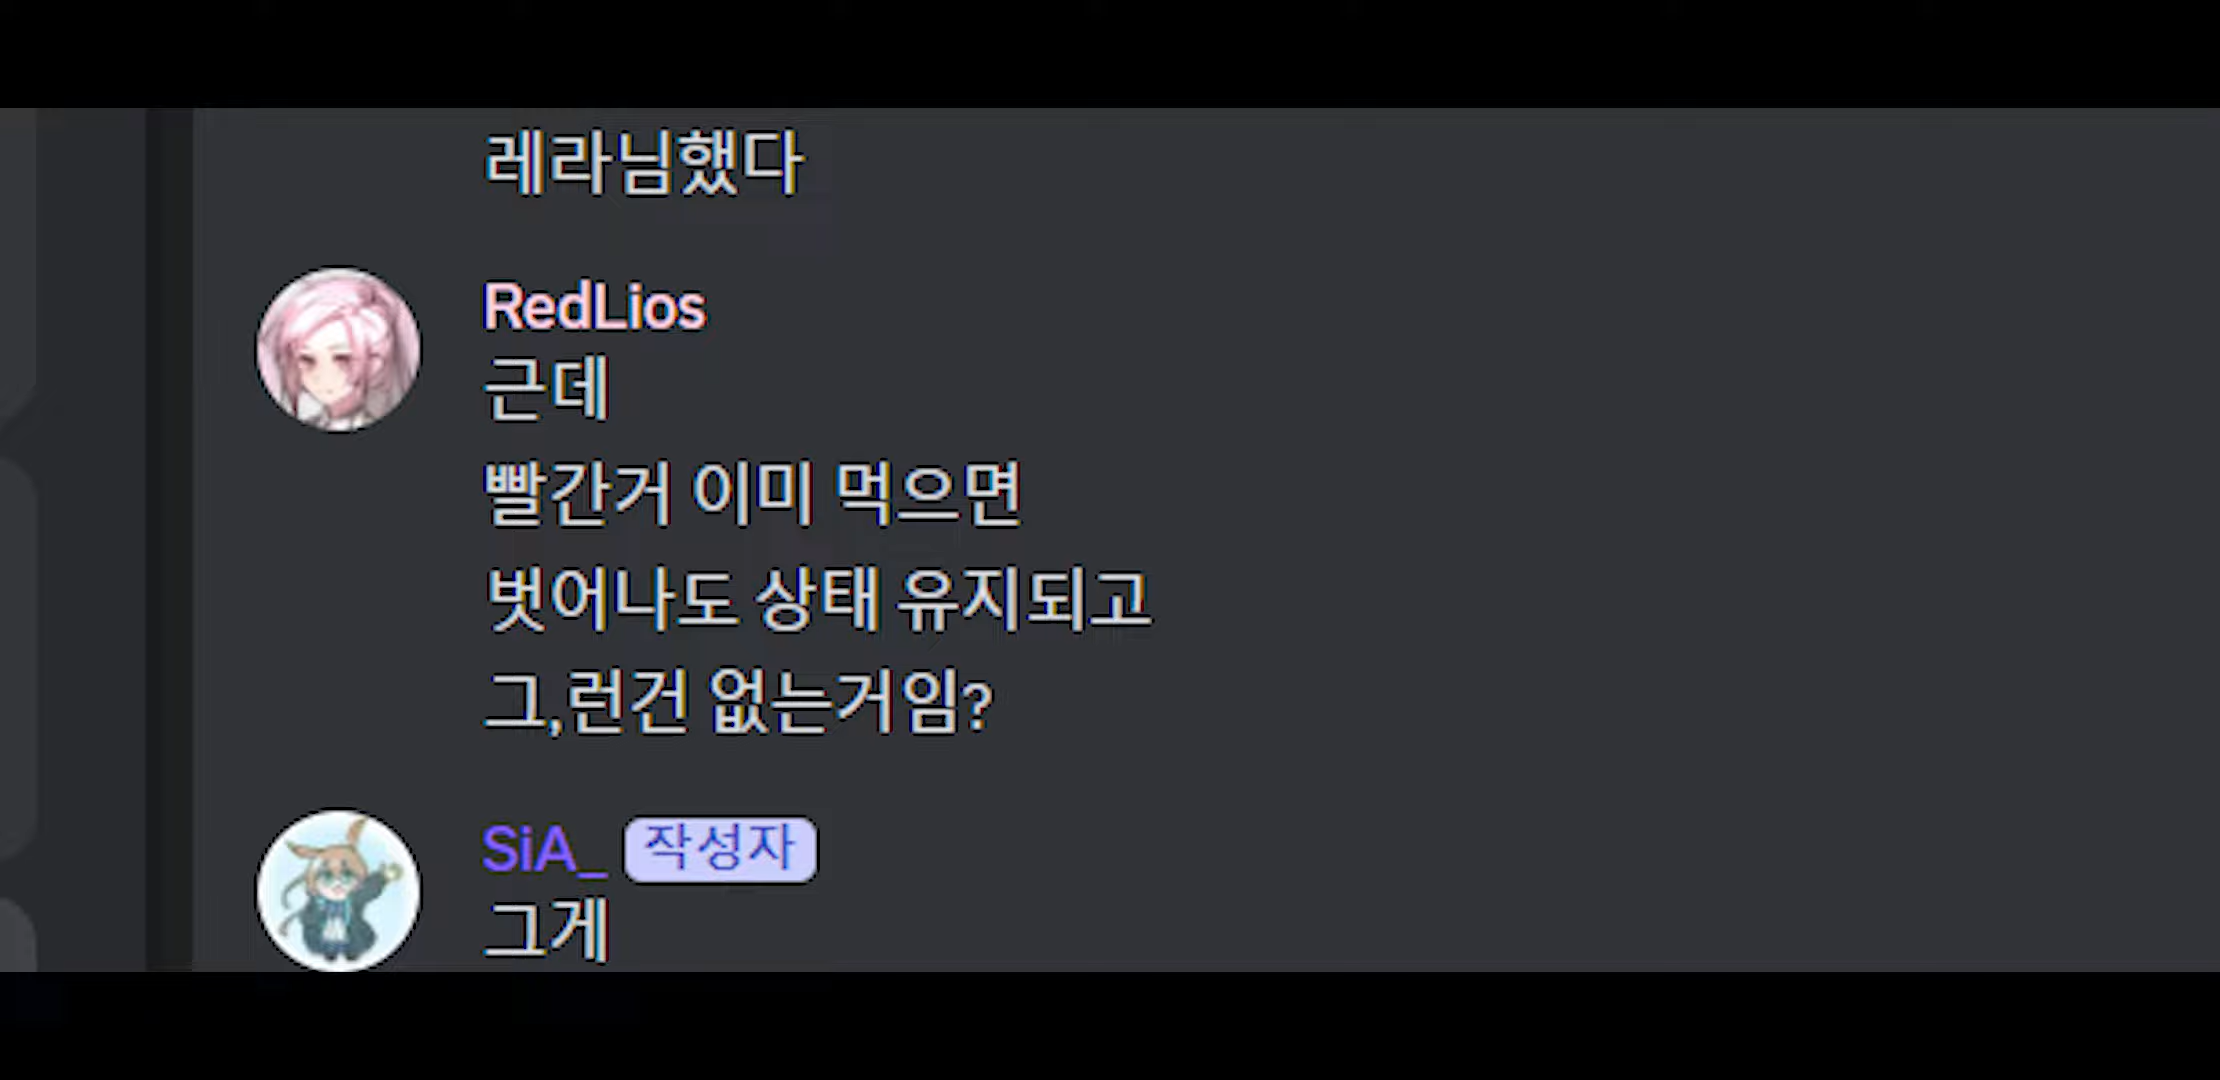 레라님했다
RedLios
근데
빨간거 이미 먹으면
벗어나도 상태 유지되고
그,런건 없는거임?
SiA_ 작성자
그게